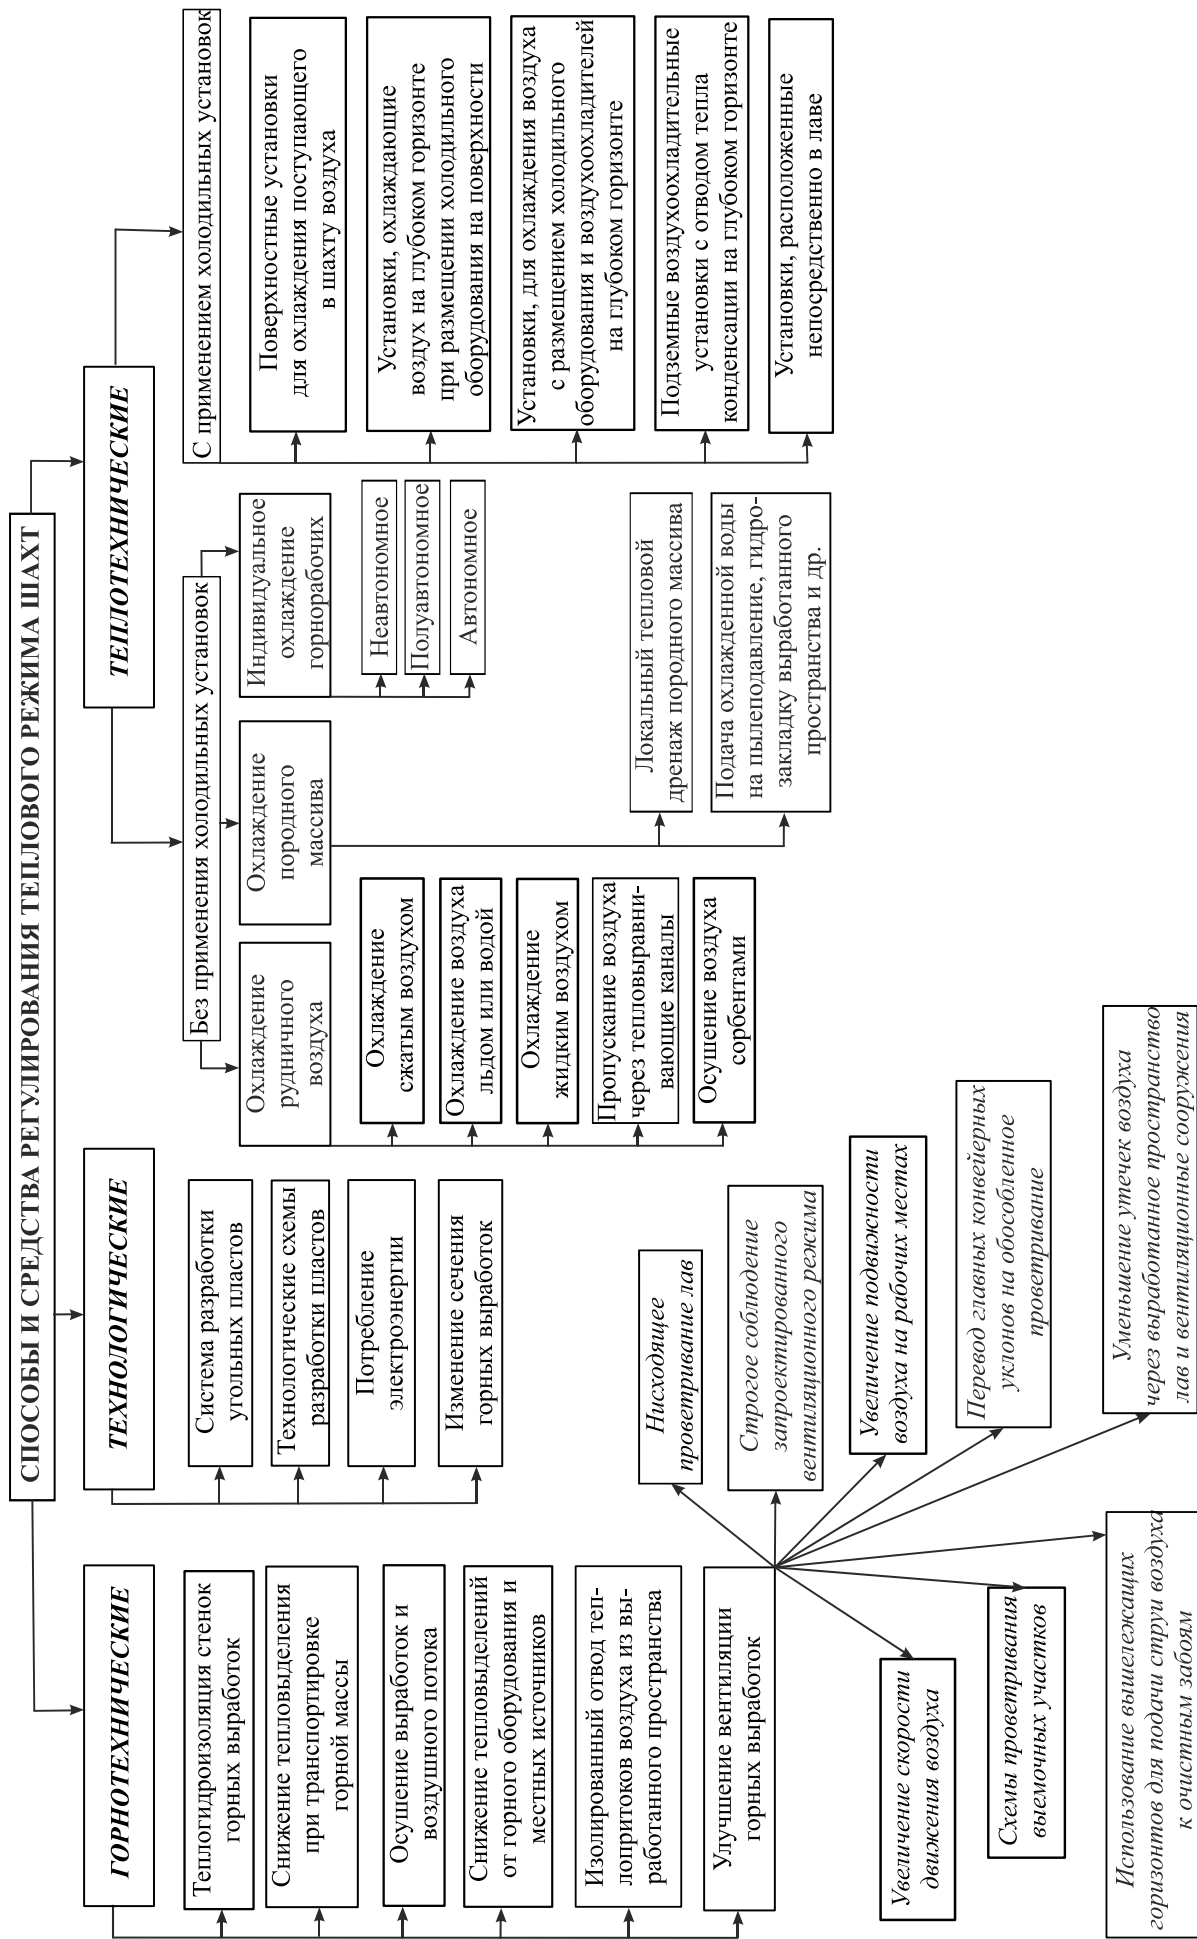 СПОСОБЫ И СРЕДСТВА РЕГУЛИРОВАНИЯ ТЕПЛОВОГО РЕЖИМА ШАХТ
ГОРНОТЕХНИЧЕСКИЕ
Теплогидроизоляция стенок
горных выработок
Снижение тепловыделения
при транспортировке
горной массы
Осушение выработок и
воздушного потока
Снижение тепловыделений
от горного оборудования и
местных источников
Изолированный отвод теп-
лопритоков воздуха из вы-
работанного пространства
Улучшение вентиляции
горных выработок
Увеличение скорости
движения воздуха
Схемы проветривания
выемочных участков
Использование вышележащих
горизонтов для подачи струи воздуха
к очистным забоям
Нисходящее
проветривание лав
Строгое соблюдение
запроектированного
вентиляционного режима
Увеличение подвижности
воздуха на рабочих местах
Перевод главных конвейерных
уклонов на обособленное
проветривание
Уменьшение утечек воздуха
через выработанное пространство
лав и вентиляционные сооружения
ТЕХНОЛОГИЧЕСКИЕ
Система разработки
угольных пластов
Технологические схемы
разработки пластов
Потребление
электроэнергии
Изменение сечения
горных выработок
ТЕПЛОТЕХНИЧЕСКИЕ
Без применения холодильных установок
Охлаждение
рудничного
воздуха
Охлаждение
сжатым воздухом
Охлаждение воздуха
льдом или водой
Охлаждение
жидким воздухом
Пропускание воздуха
через тепловыравни-
вающие каналы
Осушение воздуха
сорбентами
Охлаждение
породного
массива
Локальный тепловой
дренаж породного массива
Подача охлажденной воды
на пылеподавление, гидро-
закладку выработанного
пространства и др.
Индивидуальное
охлаждение
горнорабочих
Неавтономное
Полуавтономное
Автономное
С применением холодильных установок
Поверхностные установки
для охлаждения поступающего
в шахту воздуха
Установки, охлаждающие
воздух на глубоком горизонте
при размещении холодильного
оборудования на поверхности
Установки, для охлаждения воздуха
с размещением холодильного
оборудования и воздухоохладителей
на глубоком горизонте
Подземные воздухоохладительные
установки с отводом тепла
конденсации на глубоком горизонте
Установки, расположенные
непосредственно в лаве